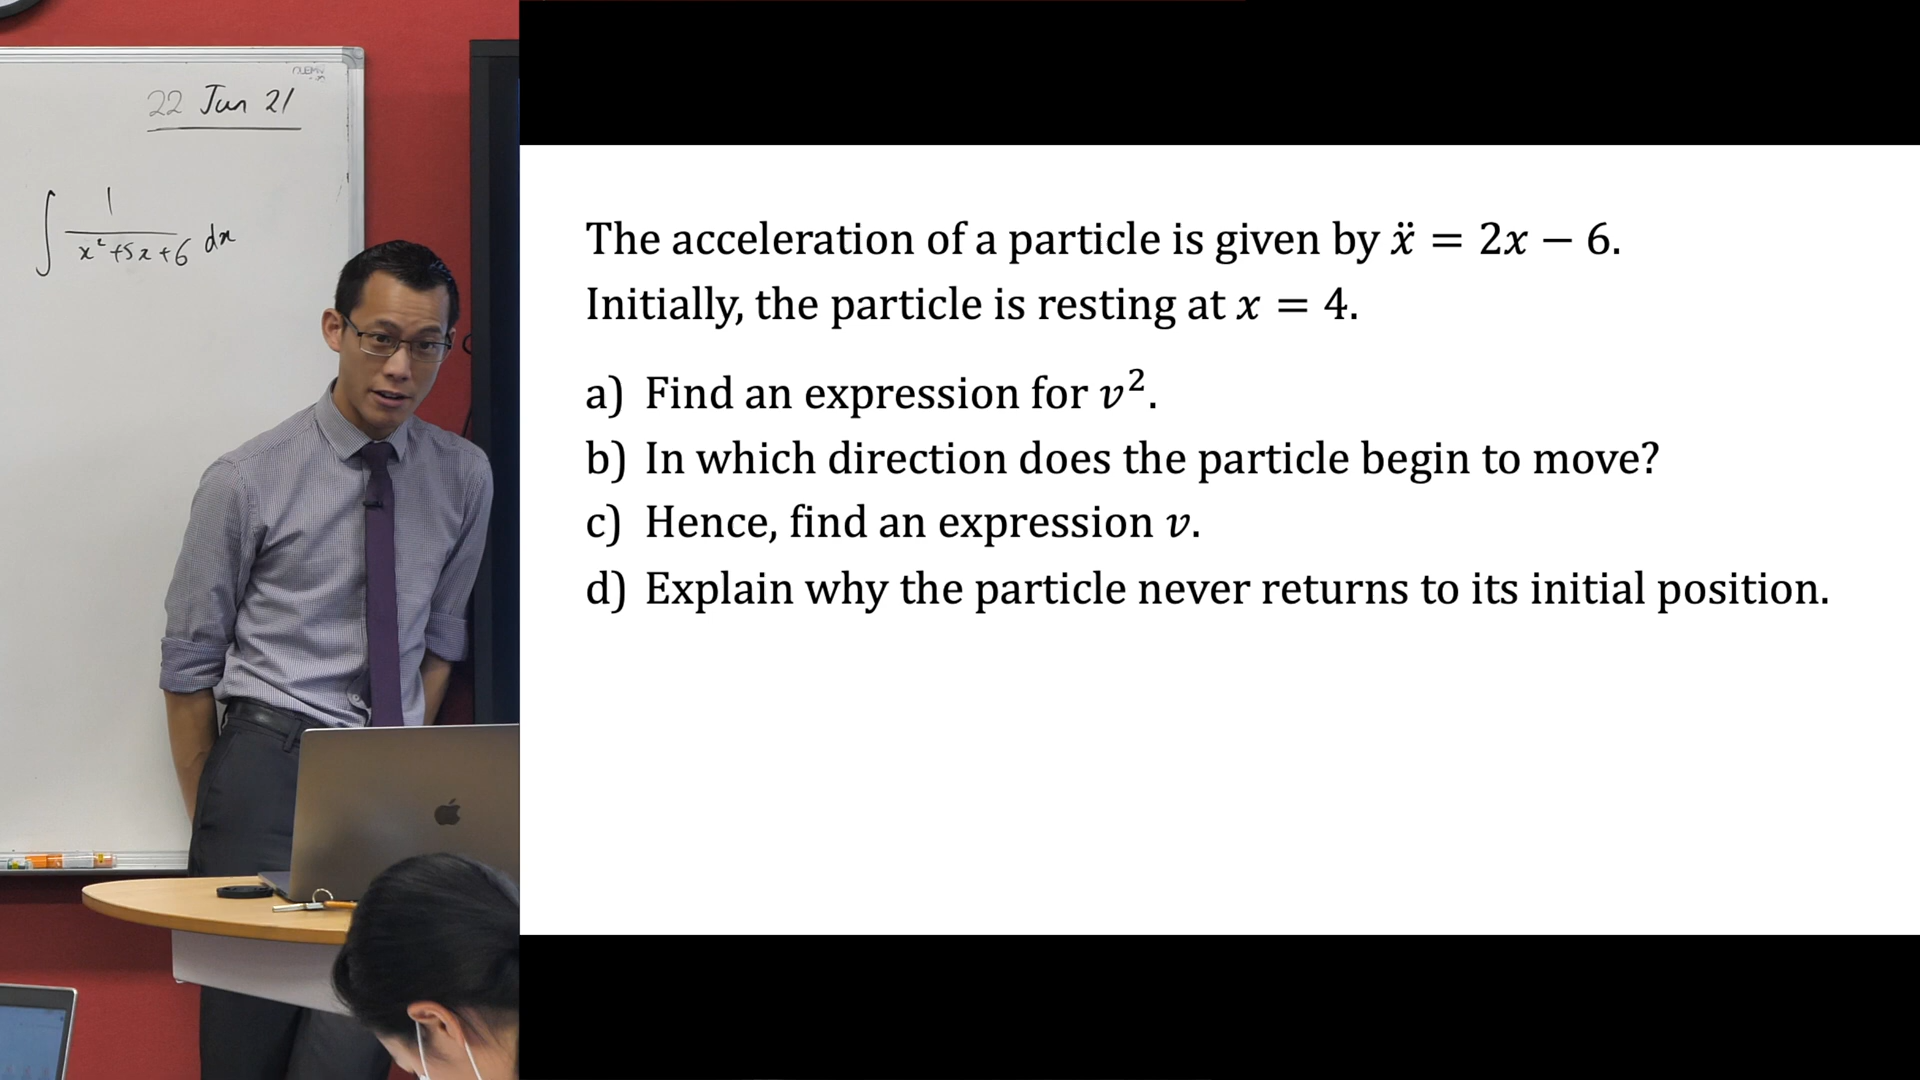 22 Jun 21
∫ 1/(x²+5x+6) dx
The acceleration of a particle is given by ẍ = 2x − 6.
Initially, the particle is resting at x = 4.
a) Find an expression for v².
b) In which direction does the particle begin to move?
c) Hence, find an expression v.
d) Explain why the particle never returns to its initial position.